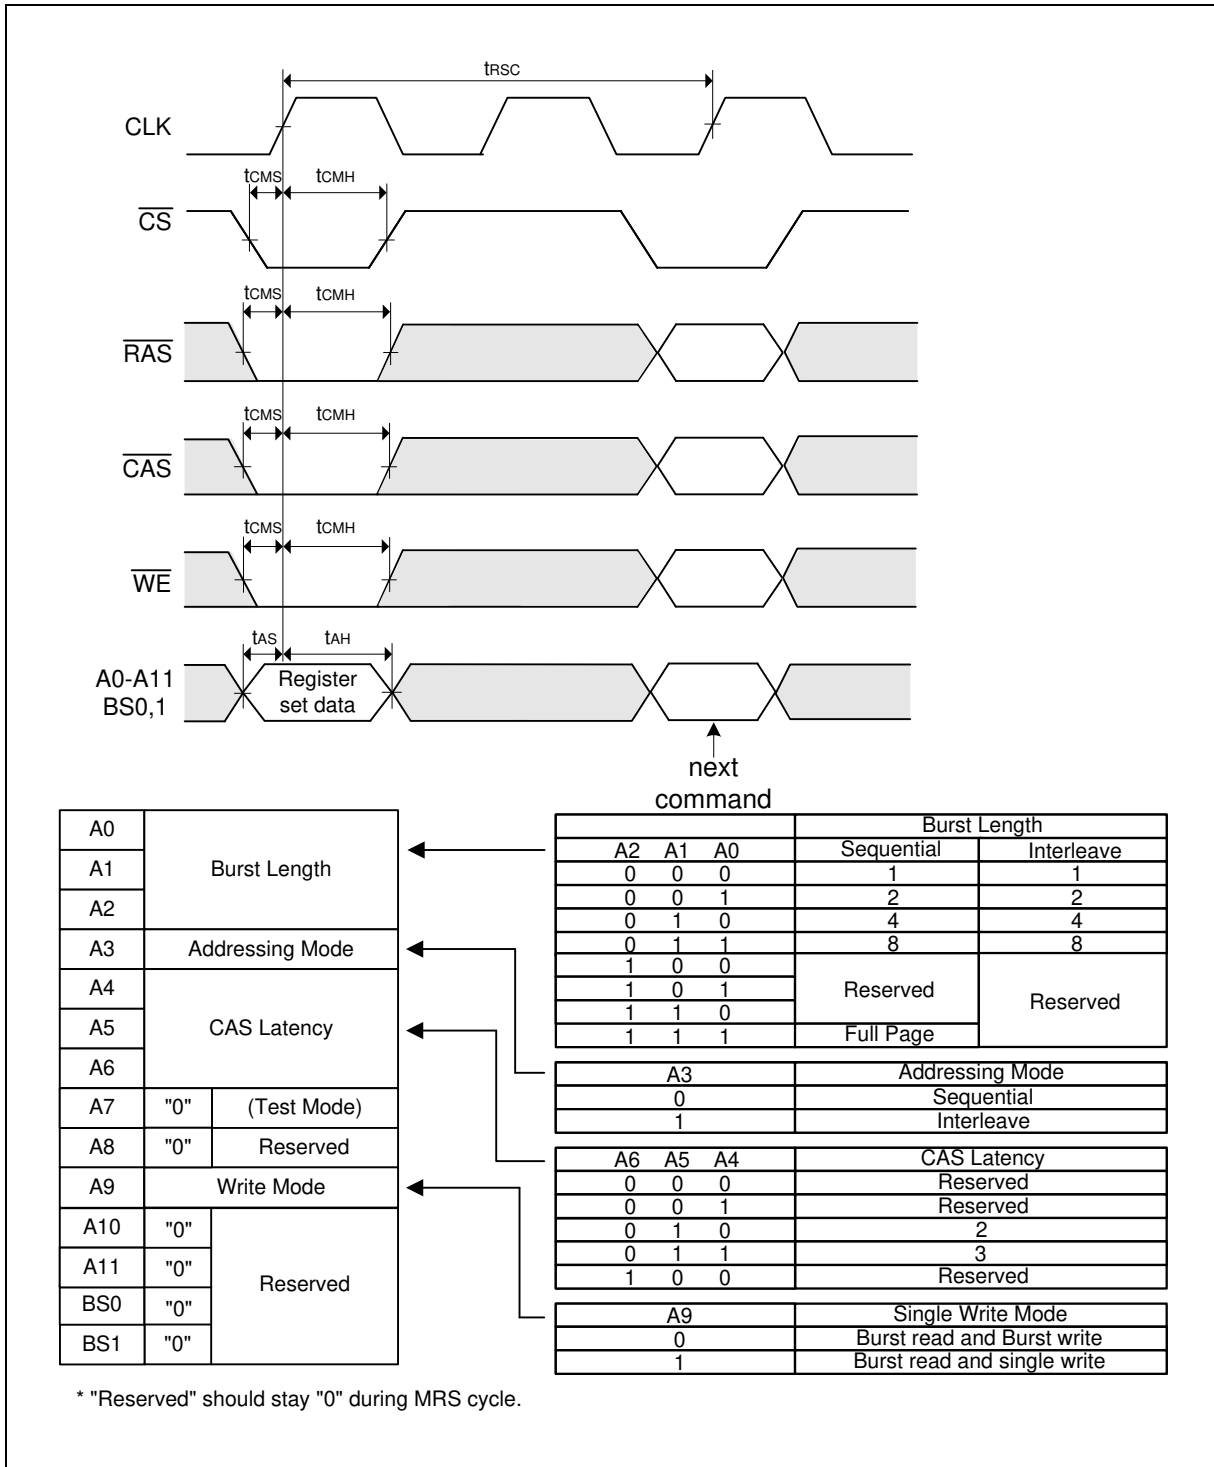 tRSC
CLK
tCMS tCMH
CS
tCMS tCMH
RAS
tCMS tCMH
CAS
tCMS tCMH
WE
tAS tAH
A0-A11
BS0,1
Register
set data
next
command
A0
A1
A2
Burst Length
A3 Addressing Mode
A4
A5
A6
CAS Latency
A7 "0" (Test Mode)
A8 "0" Reserved
A9 Write Mode
A10 "0"
A11 "0"
BS0 "0"
BS1 "0"
Reserved
Burst Length
A2 A1 A0 Sequential Interleave
0 0 0 1 1
0 0 1 2 2
0 1 0 4 4
0 1 1 8 8
1 0 0
1 0 1 Reserved Reserved
1 1 0
1 1 1 Full Page
A3 Addressing Mode
0 Sequential
1 Interleave
A6 A5 A4 CAS Latency
0 0 0 Reserved
0 0 1 Reserved
0 1 0 2
0 1 1 3
1 0 0 Reserved
A9 Single Write Mode
0 Burst read and Burst write
1 Burst read and single write
* "Reserved" should stay "0" during MRS cycle.